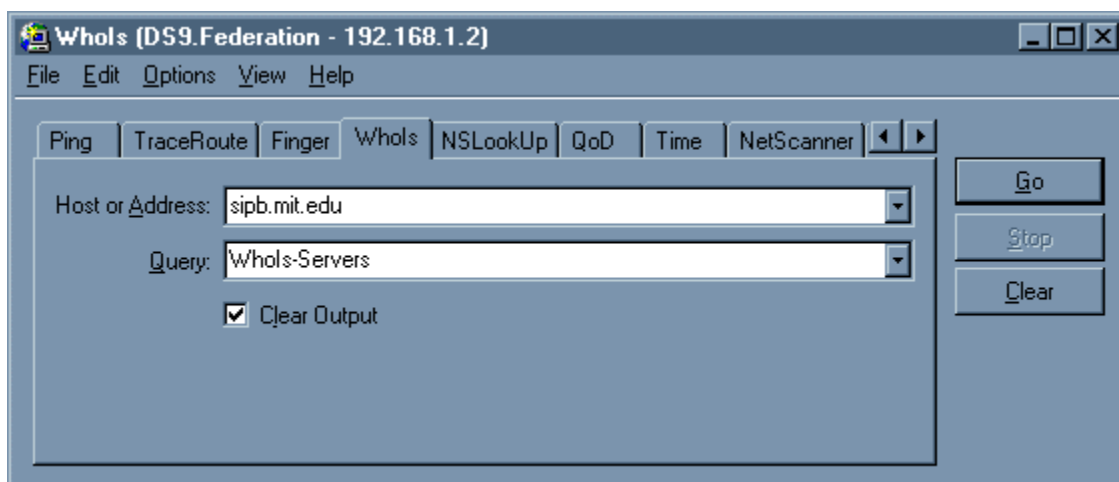 WhoIs (DS9.Federation - 192.168.1.2)
File Edit Options View Help
Ping TraceRoute Finger WhoIs NSLookUp QoD Time NetScanner
Host or Address: sipb.mit.edu
Go
Query: WhoIs-Servers
Stop
Clear Output
Clear